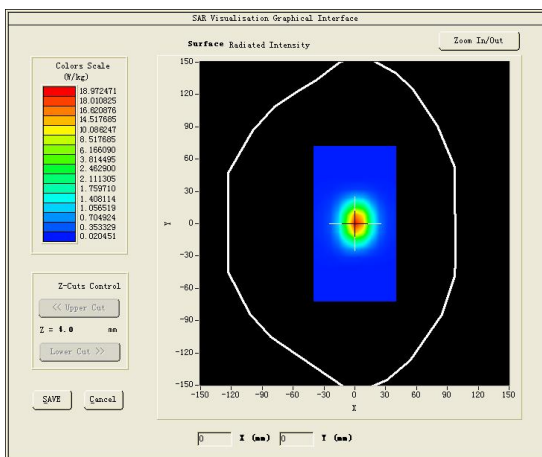 SAR Visualisation Graphical Interface
Surface Radiated Intensity
Zoom In/Out
Colors Scale
(W/kg)
18.972471
18.010825
16.620876
14.517685
10.086247
8.517685
6.166090
3.814495
2.462900
2.111305
1.759710
1.408114
1.056519
0.704924
0.353329
0.020451
150
120
90
60
30
0
-30
-60
-90
-120
-150
Y
-150 -120 -90 -60 -30 0 30 60 90 120 150
X
Z-Cuts Control
<< Upper Cut
Z = 4.0 mm
Lower Cut >>
SAVE
Cancel
0 X (mm) 0 Y (mm)